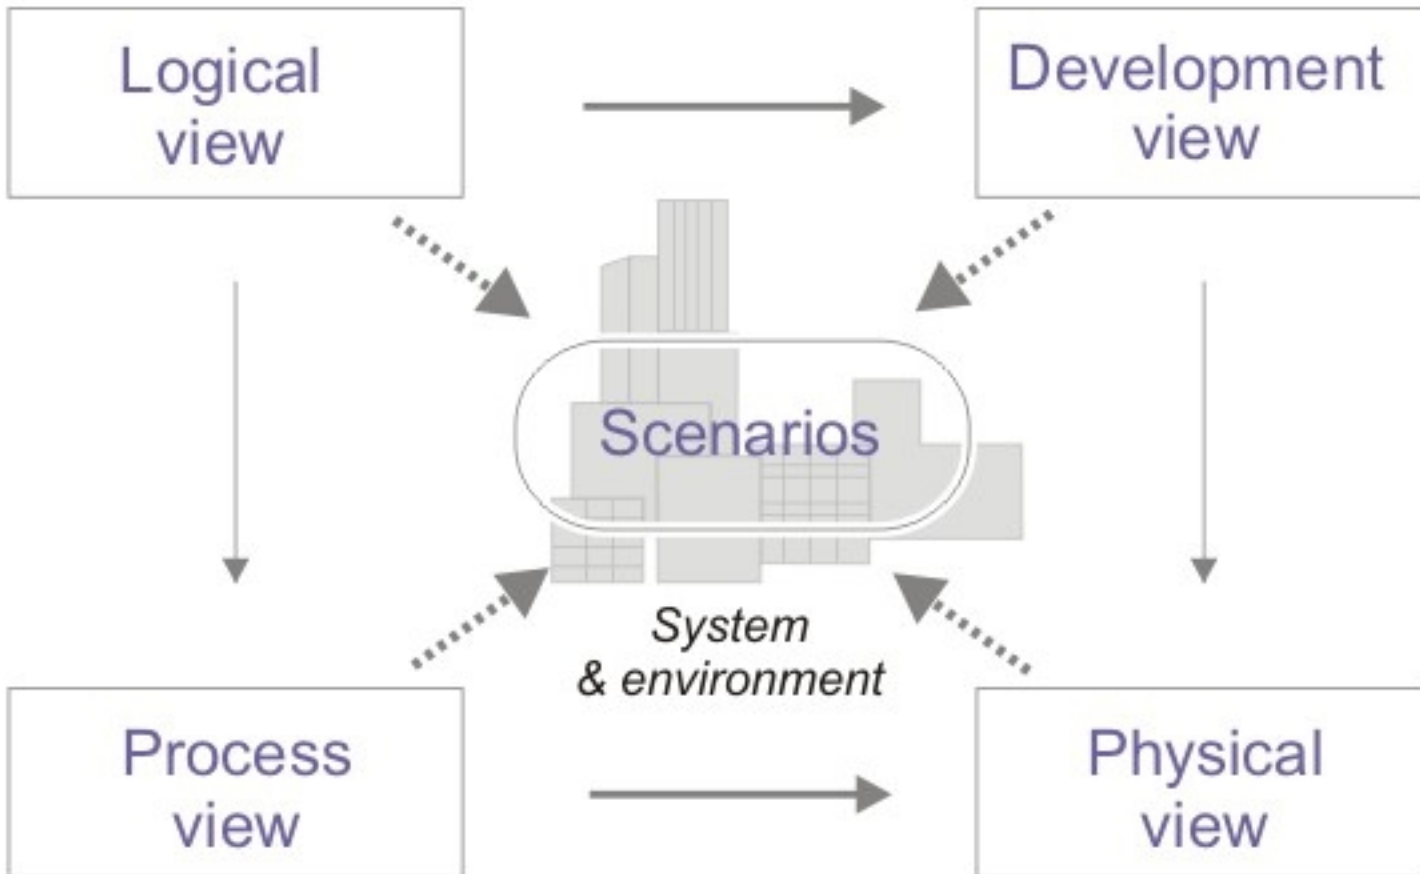 Logical
view
Development
view
Scenarios
System
& environment
Process
view
Physical
view